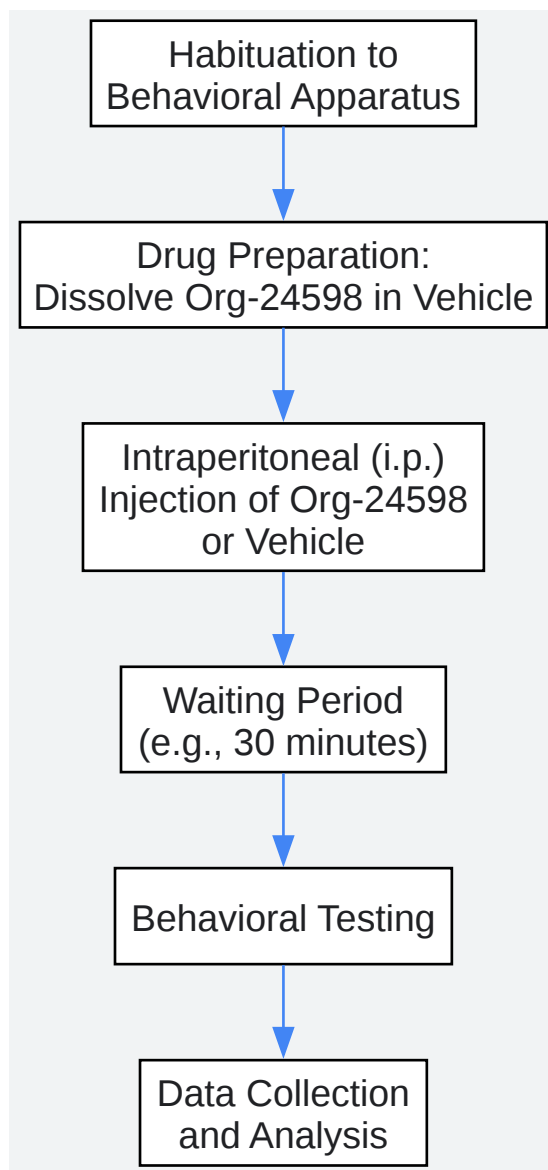 Habituation to
Behavioral Apparatus
Drug Preparation:
Dissolve Org-24598 in Vehicle
Intraperitoneal (i.p.)
Injection of Org-24598
or Vehicle
Waiting Period
(e.g., 30 minutes)
Behavioral Testing
Data Collection
and Analysis